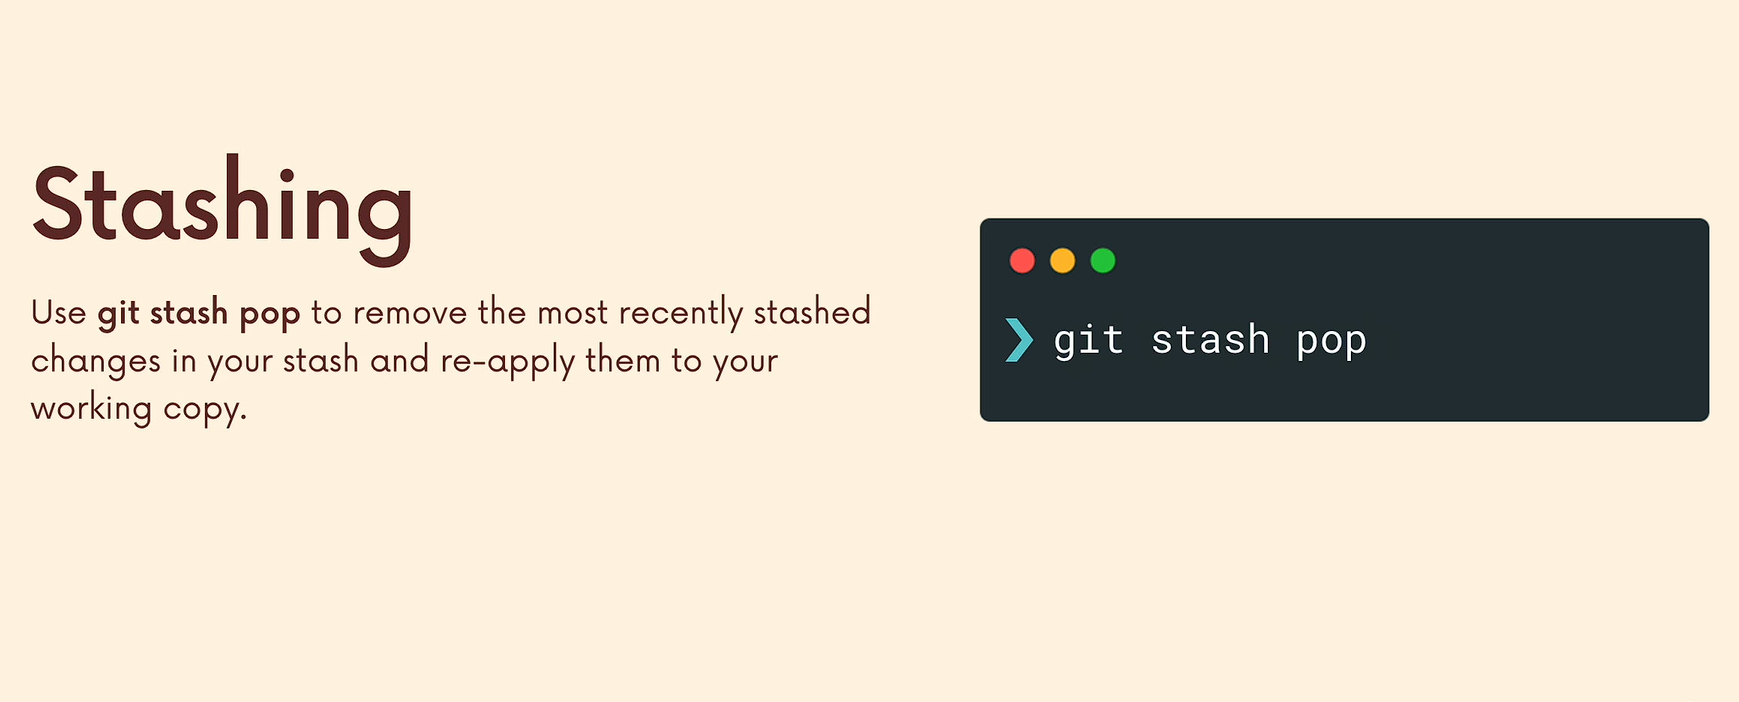 Stashing
Use git stash pop to remove the most recently stashed
changes in your stash and re-apply them to your
working copy.
❯ git stash pop